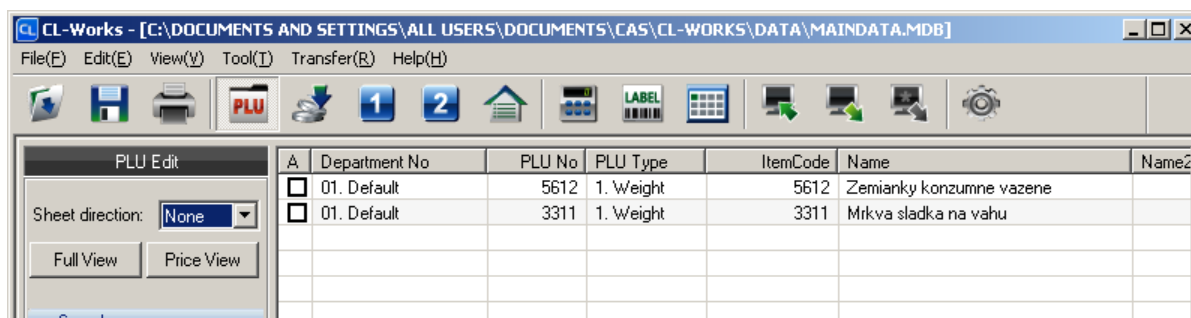 CL CL-Works - [C:\DOCUMENTS AND SETTINGS\ALL USERS\DOCUMENTS\CAS\CL-WORKS\DATA\MAINDATA.MDB]
File(F) Edit(E) View(V) Tool(T) Transfer(R) Help(H)
PLU 1 2 LABEL
PLU Edit
A Department No PLU No PLU Type ItemCode Name Name2
01. Default 5612 1. Weight 5612 Zemianky konzumne vazene
Sheet direction: None
01. Default 3311 1. Weight 3311 Mrkva sladka na vahu
Full View Price View